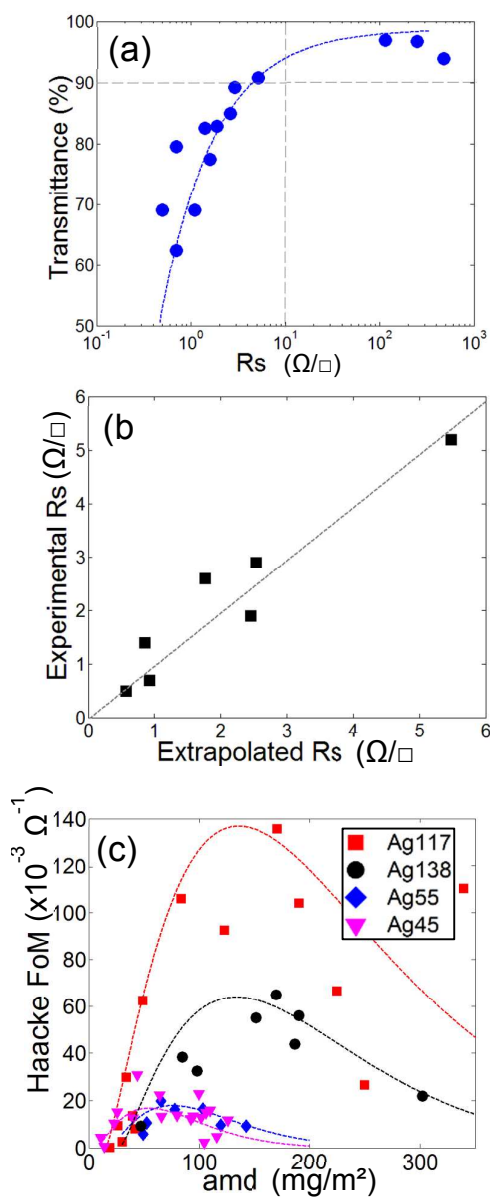 (a)
Transmittance (%)
100
90
80
70
60
50
10⁻¹ 10⁰ 10¹ 10² 10³
Rs (Ω/□)
(b)
Experimental Rs (Ω/□)
6
5
4
3
2
1
0
0 1 2 3 4 5 6
Extrapolated Rs (Ω/□
(c)
Haacke FoM (x10⁻³ Ω⁻¹)
140
120
100
80
60
40
20
0
Ag117
Ag138
Ag55
Ag45
0 100 200 300
amd (mg/m²)